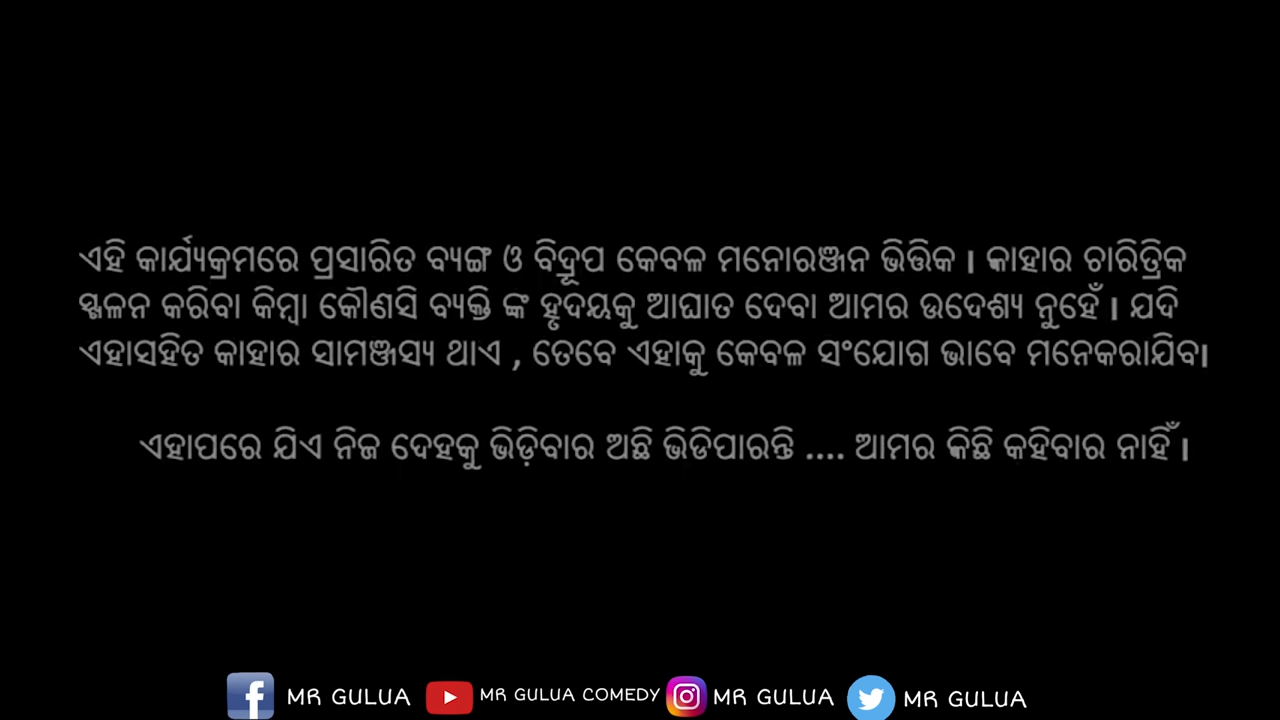 ଏହି କାର୍ଯ୍ୟକ୍ରମରେ ପ୍ରସାରିତ ବ୍ୟଙ୍ଗ ଓ ବିଦ୍ରୂପ କେବଳ ମନୋରଞ୍ଜନ ଭିତ୍ତିକ । କାହାର ଚାରିତ୍ରିକ
ସ୍ଖଳନ କରିବା କିମ୍ବା କୌଣସି ବ୍ୟକ୍ତି ଙ୍କ ହୃଦୟକୁ ଆଘାତ ଦେବା ଆମର ଉଦେଶ୍ୟ ନୁହେଁ । ଯଦି
ଏହାସହିତ କାହାର ସାମଞ୍ଜସ୍ୟ ଥାଏ , ତେବେ ଏହାକୁ କେବଳ ସଂଯୋଗ ଭାବେ ମନେକରାଯିବ।
ଏହାପରେ ଯିଏ ନିଜ ଦେହକୁ ଭିଡ଼ିବାର ଅଛି ଭିଡିପାରନ୍ତି .... ଆମର କିଛି କହିବାର ନାହିଁ ।
MR GULUA MR GULUA COMEDY MR GULUA MR GULUA